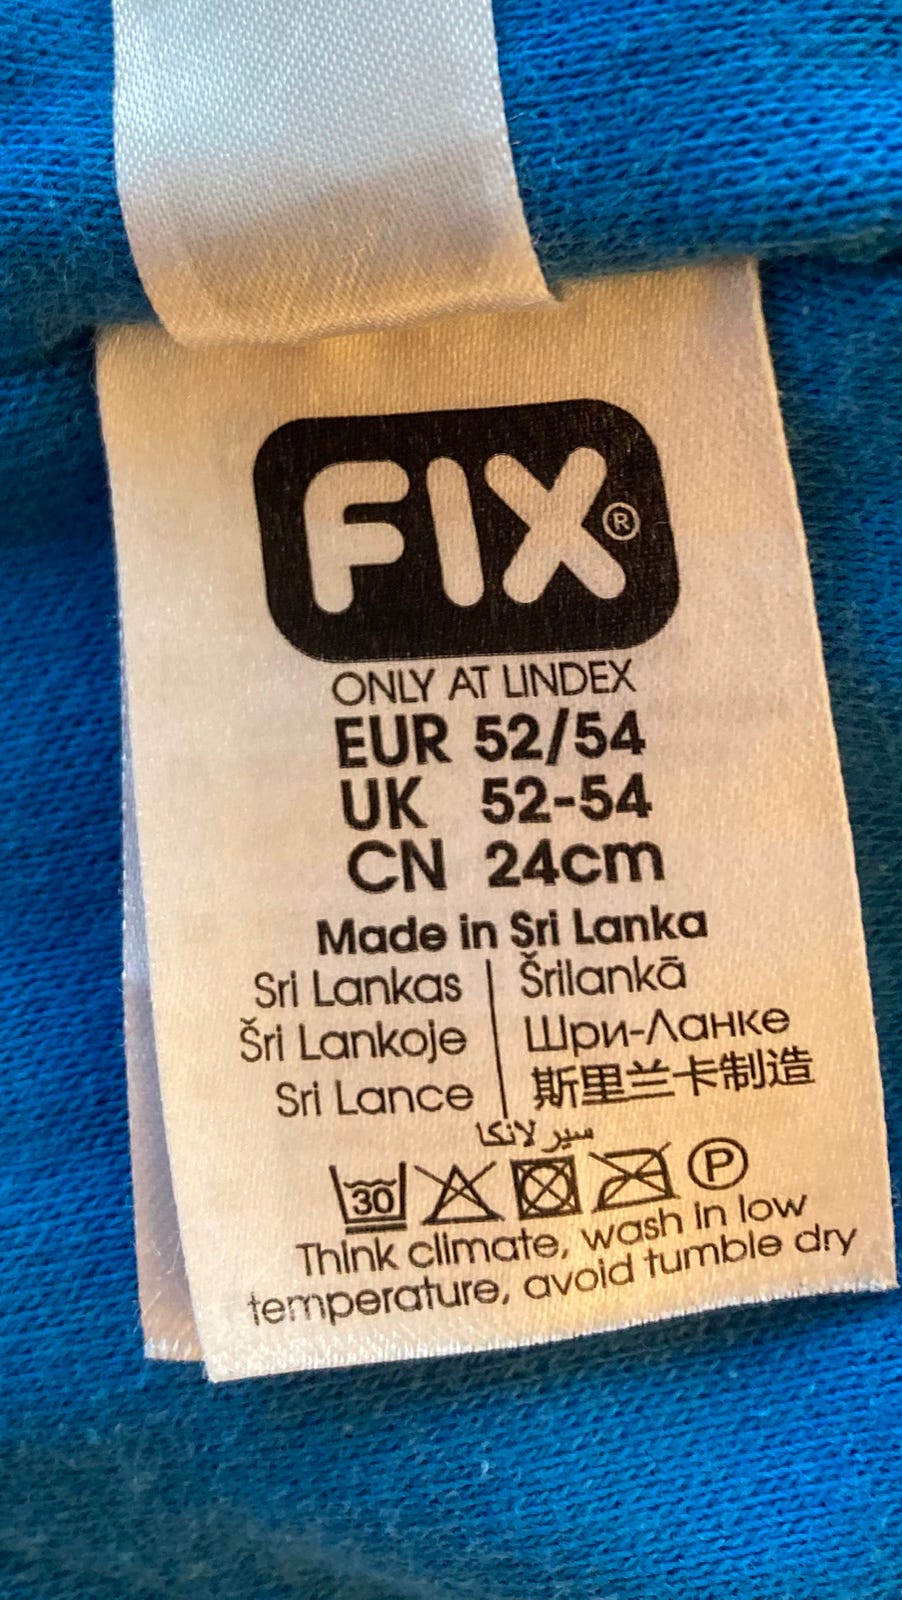 FIX®
ONLY AT LINDEX
EUR 52/54
UK 52-54
CN 24cm
Made in Sri Lanka
Sri Lankas | Šrilankā
Šri Lankoje | Шри-Ланке
Sri Lance | 斯里兰卡制造
سير لانكا
30 P
Think climate, wash in low
temperature, avoid tumble dry